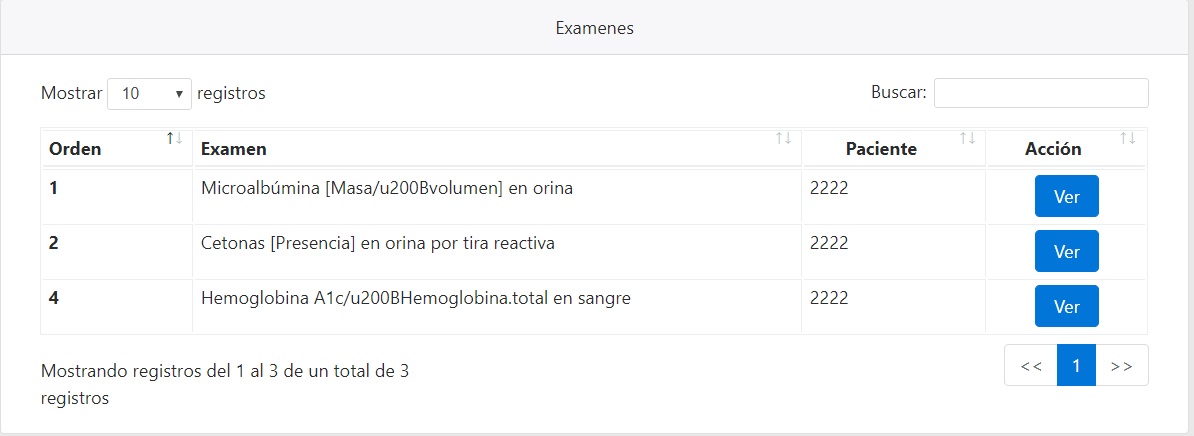 Examenes
Mostrar 10 registros Buscar:
Orden Examen Paciente Acción
1 Microalbúmina [Masa/u200Bvolumen] en orina 2222 Ver
2 Cetonas [Presencia] en orina por tira reactiva 2222 Ver
4 Hemoglobina A1c/u200BHemoglobina.total en sangre 2222 Ver
Mostrando registros del 1 al 3 de un total de 3
registros
<< 1 >>